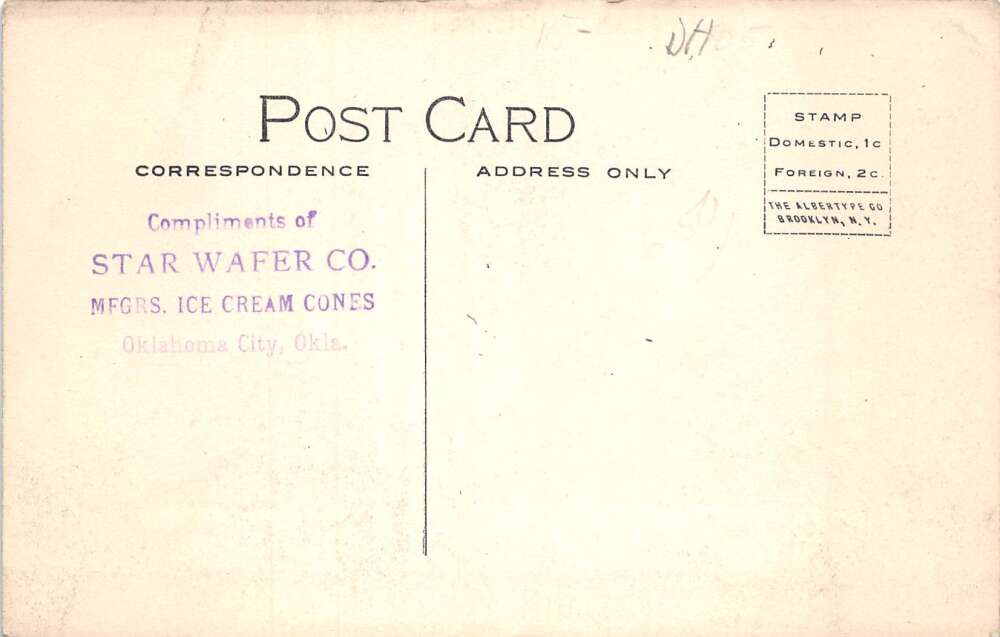 DH
POST CARD
CORRESPONDENCE
ADDRESS ONLY
STAMP
DOMESTIC, 1c
FOREIGN, 2c.
THE ALBERTYPE CO
BROOKLYN, N.Y.
Compliments of
STAR WAFER CO.
MFGRS. ICE CREAM CONES
Oklahoma City, Okla.